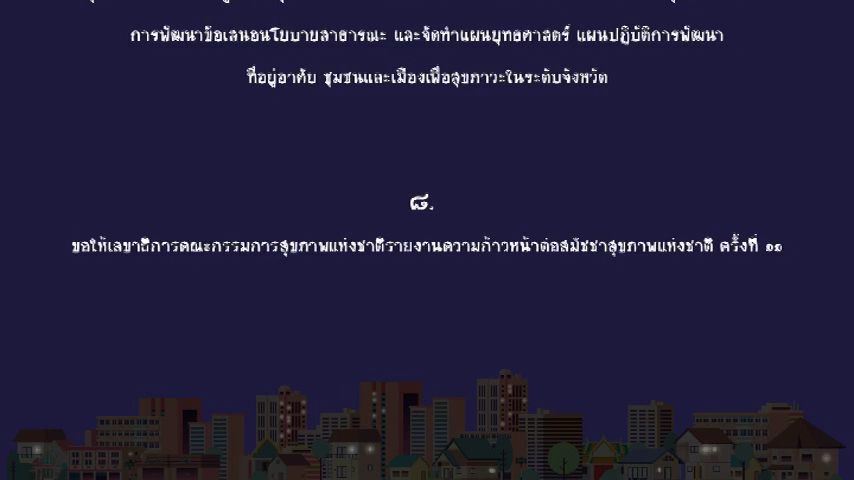 การพัฒนาข้อเสนอนโยบายสาธารณะ และจัดทำแผนยุทธศาสตร์ แผนปฏิบัติการพัฒนา
ที่อยู่อาศัย ชุมชนและเมืองเพื่อสุขภาวะในระดับจังหวัด
๘.
ขอให้เลขาธิการคณะกรรมการสุขภาพแห่งชาติรายงานความก้าวหน้าต่อสมัชชาสุขภาพแห่งชาติ ครั้งที่ ๑๑